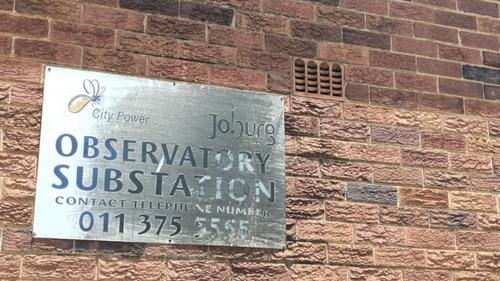 City Power
Joburg
OBSERVATORY
SUBSTATION
CONTACT TELEPHONE NUMBER
011 375 5555